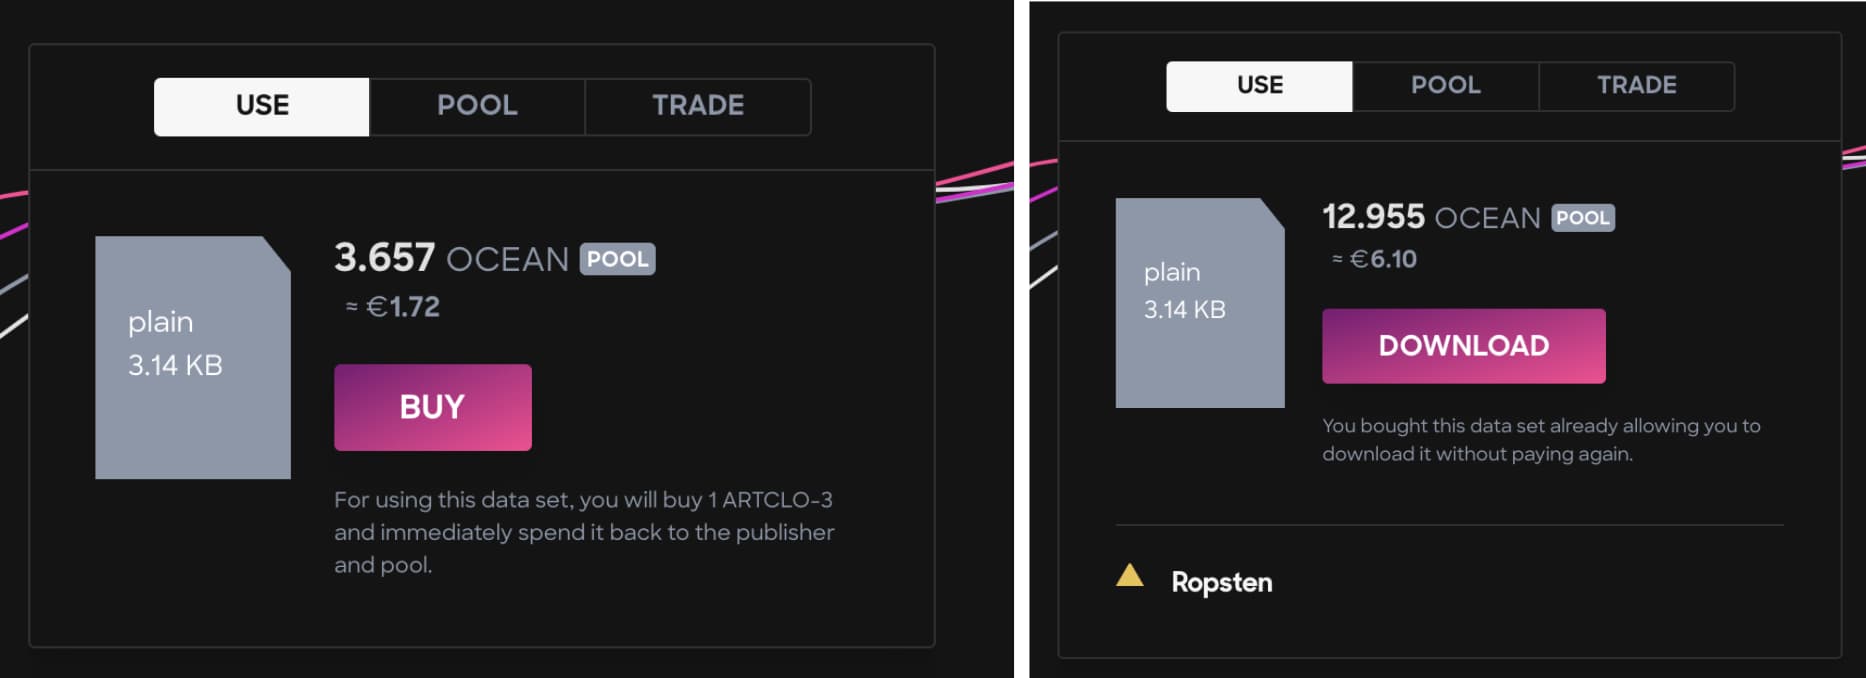 USE POOL TRADE
3.657 OCEAN POOL
≈ €1.72
plain
3.14 KB
BUY
For using this data set, you will buy 1 ARTCLO-3
and immediately spend it back to the publisher
and pool.
USE POOL TRADE
12.955 OCEAN POOL
≈ €6.10
plain
3.14 KB
DOWNLOAD
You bought this data set already allowing you to
download it without paying again.
Ropsten